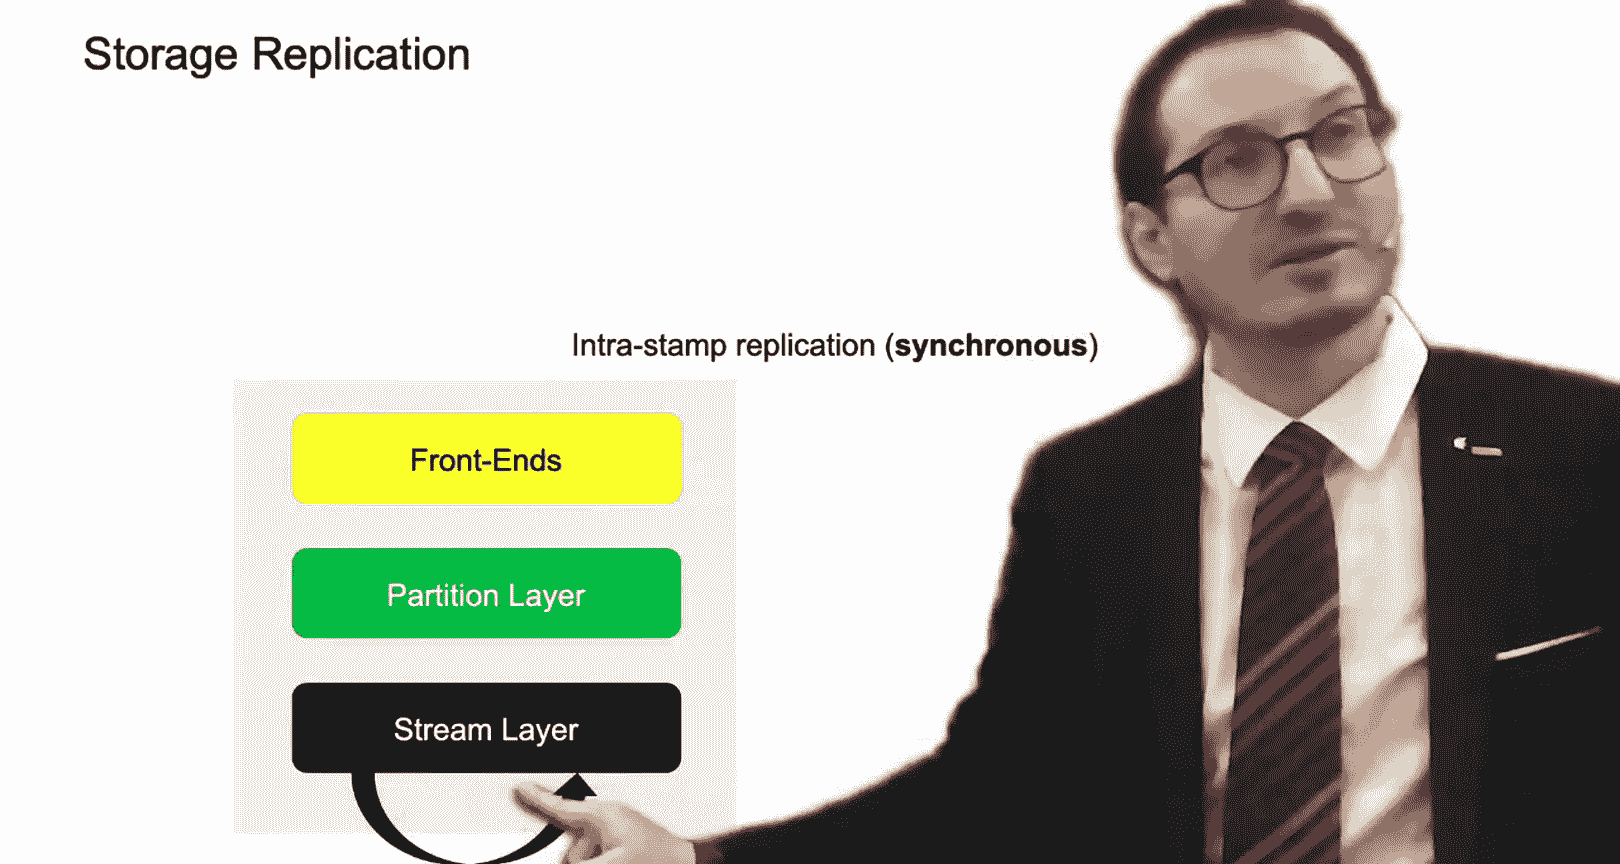 Storage Replication
Intra-stamp replication (synchronous)
Front-Ends
Partition Layer
Stream Layer